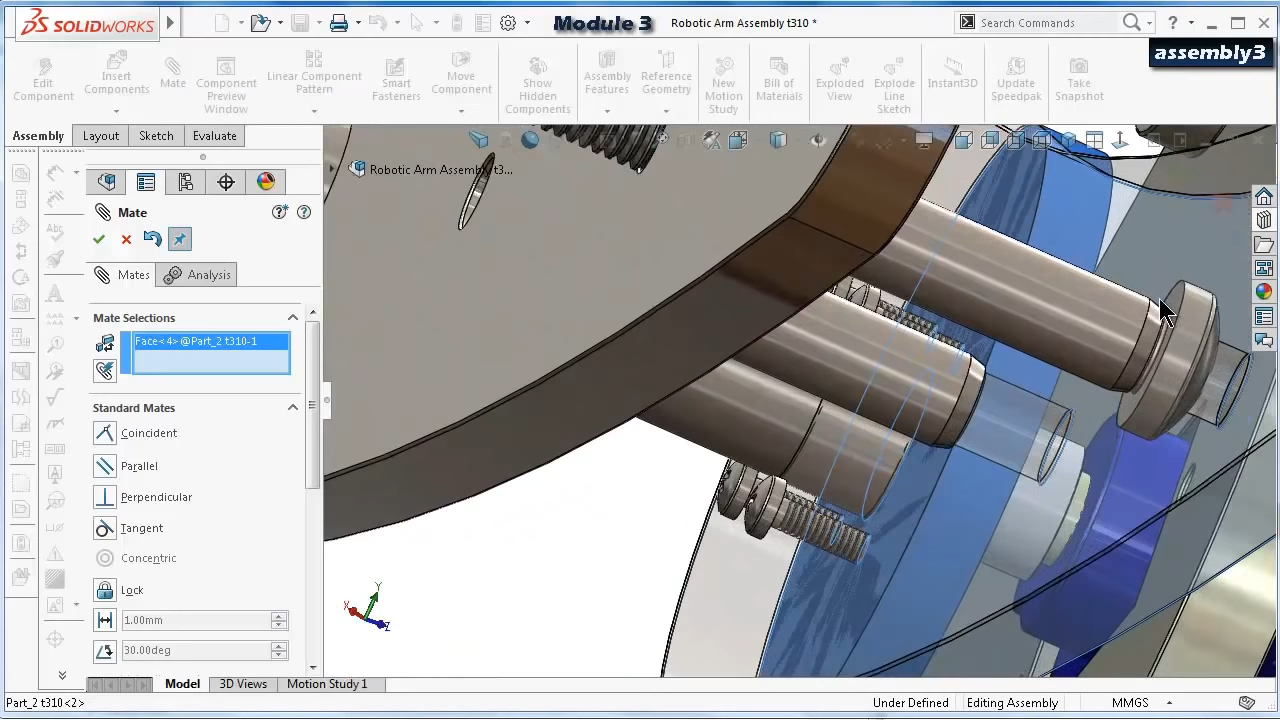 SOLIDWORKS
Module 3
Robotic Arm Assembly t310 *
Search Commands
assembly3
Edit Component
Insert Components
Mate
Component Preview Window
Linear Component Pattern
Smart Fasteners
Move Component
Show Hidden Components
Assembly Features
Reference Geometry
New Motion Study
Bill of Materials
Exploded View
Explode Line Sketch
Instant3D
Update Speedpak
Take Snapshot
Assembly
Layout
Sketch
Evaluate
Robotic Arm Assembly t3...
Mate
Mates
Analysis
Mate Selections
Face<4>@Part_2 t310-1
Standard Mates
Coincident
Parallel
Perpendicular
Tangent
Concentric
Lock
1.00mm
30.00deg
Y
X
Z
Model
3D Views
Motion Study 1
Part_2 t310<2>
Under Defined
Editing Assembly
MMGS